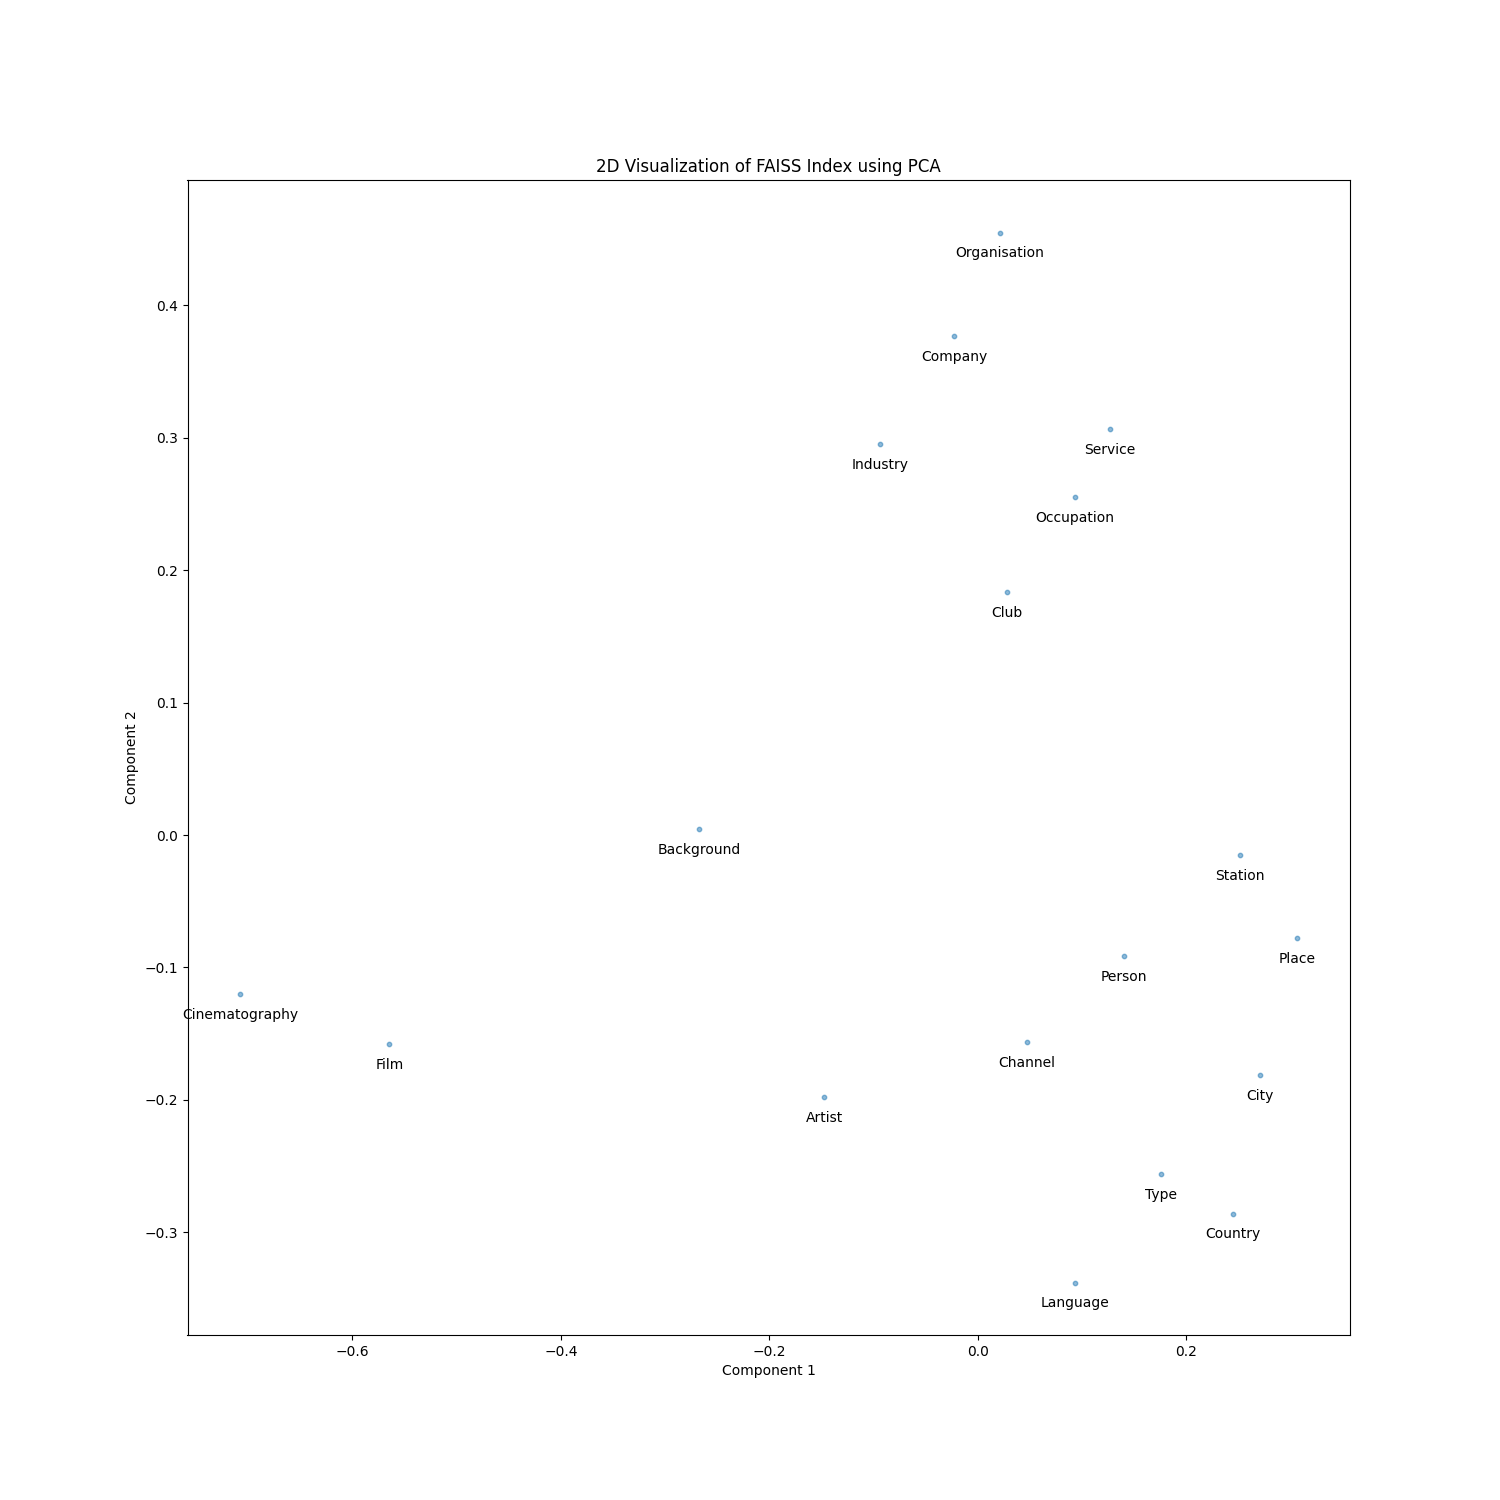 2D Visualization of FAISS Index using PCA
Organisation
0.4
Company
0.3
Service
Industry
Occupation
0.2
Club
0.1
Component 2
0.0
Background
Station
−0.1
Place
Person
Cinematography
Film
Channel
City
−0.2
Artist
Type
−0.3
Country
Language
−0.6
−0.4
−0.2
0.0
0.2
Component 1